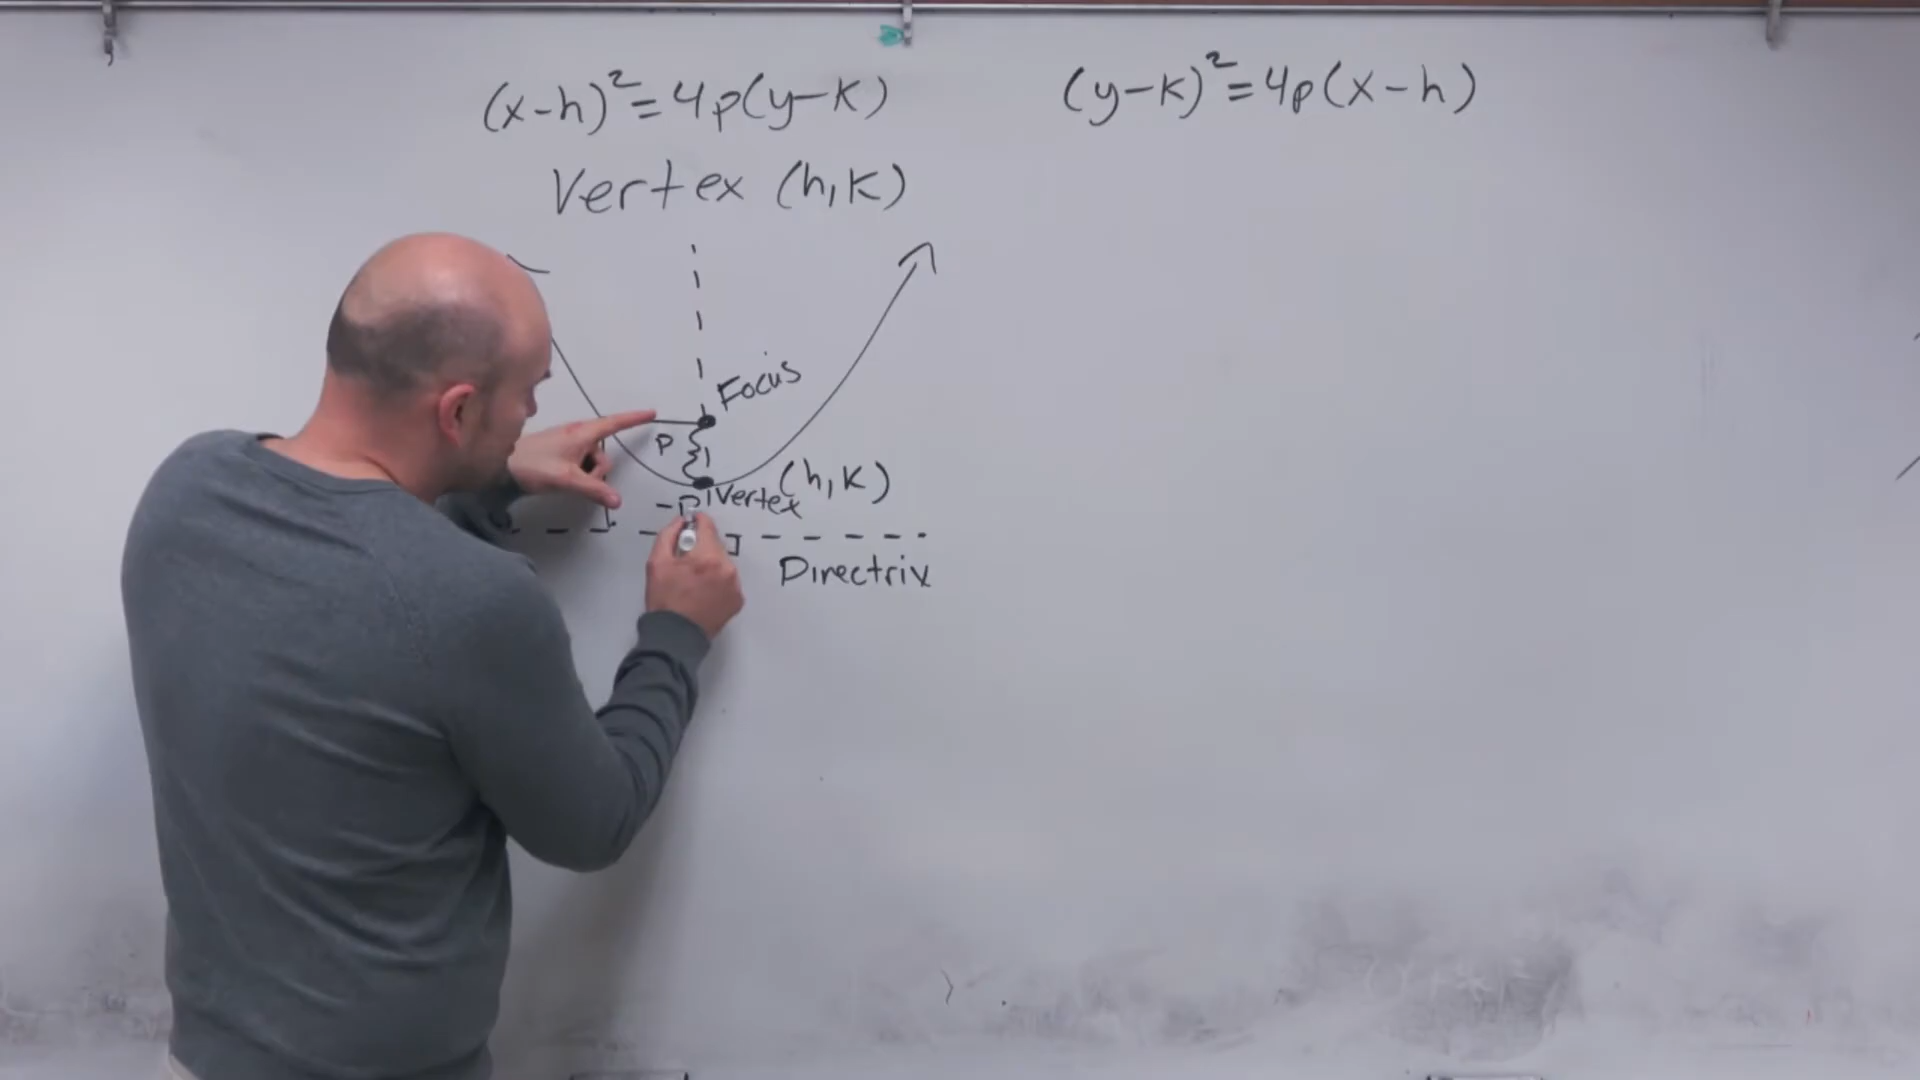 (x-h)²=4p(y-k)
(y-k)²=4p(x-h)
Vertex (h,k)
Focus
p
(h,k)
-p
Vertex
Directrix